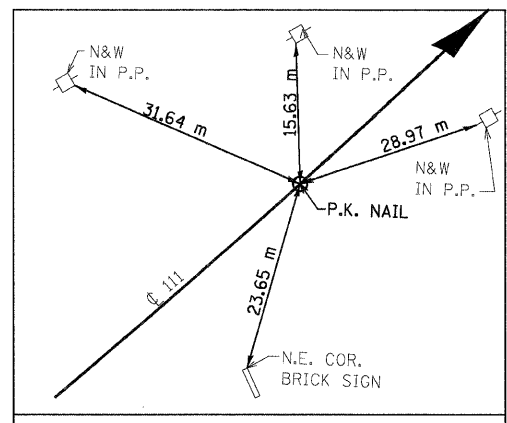 N&W
IN P.P.
N&W
IN P.P.
31.64 m
15.63 m
28.97 m
N&W
IN P.P.
P.K. NAIL
℄ 111
23.65 m
N.E. COR.
BRICK SIGN